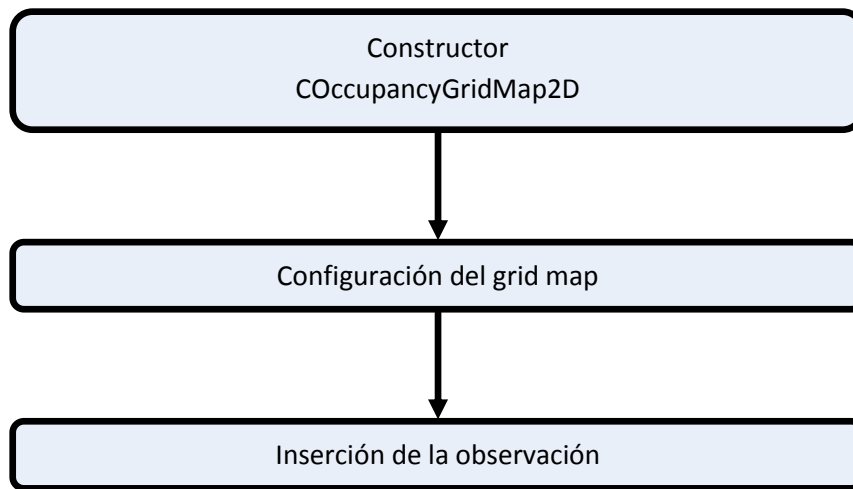 Constructor
COccupancyGridMap2D
Configuración del grid map
Inserción de la observación